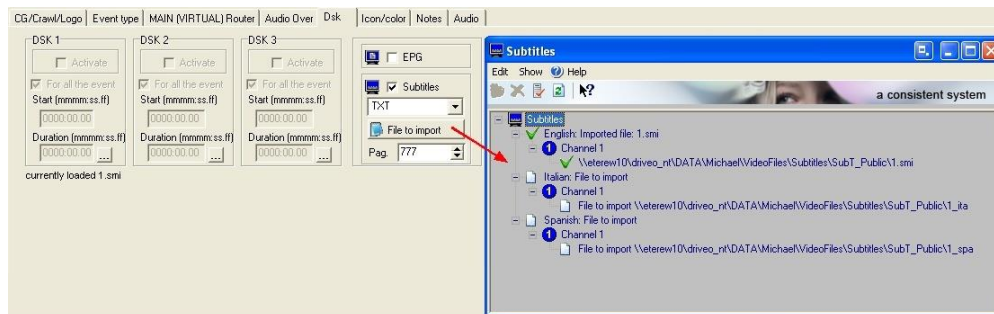 CG/Crawl/Logo Event type MAIN (VIRTUAL) Router Audio Over Dsk Icon/color Notes Audio
DSK 1 DSK 2 DSK 3
Activate Activate Activate
For all the event For all the event For all the event
Start (mmmm:ss.ff) Start (mmmm:ss.ff) Start (mmmm:ss.ff)
0000:00.00 0000:00.00 0000:00.00
Duration (mmmm:ss.ff) Duration (mmmm:ss.ff) Duration (mmmm:ss.ff)
0000:00.00 ... 0000:00.00 ... 0000:00.00 ...
currently loaded 1.smi
EPG
Subtitles
TXT
File to import
Pag. 777
Subtitles
Edit Show Help
a consistent system
Subtitles
English: Imported file: 1.smi
1 Channel 1
\\eterew10\driveo_nt\DATA\Michael\VideoFiles\Subtitles\SubT_Public\1.smi
Italian: File to import
1 Channel 1
File to import \\eterew10\driveo_nt\DATA\Michael\VideoFiles\Subtitles\SubT_Public\1_ita
Spanish: File to import
1 Channel 1
File to import \\eterew10\driveo_nt\DATA\Michael\VideoFiles\Subtitles\SubT_Public\1_spa